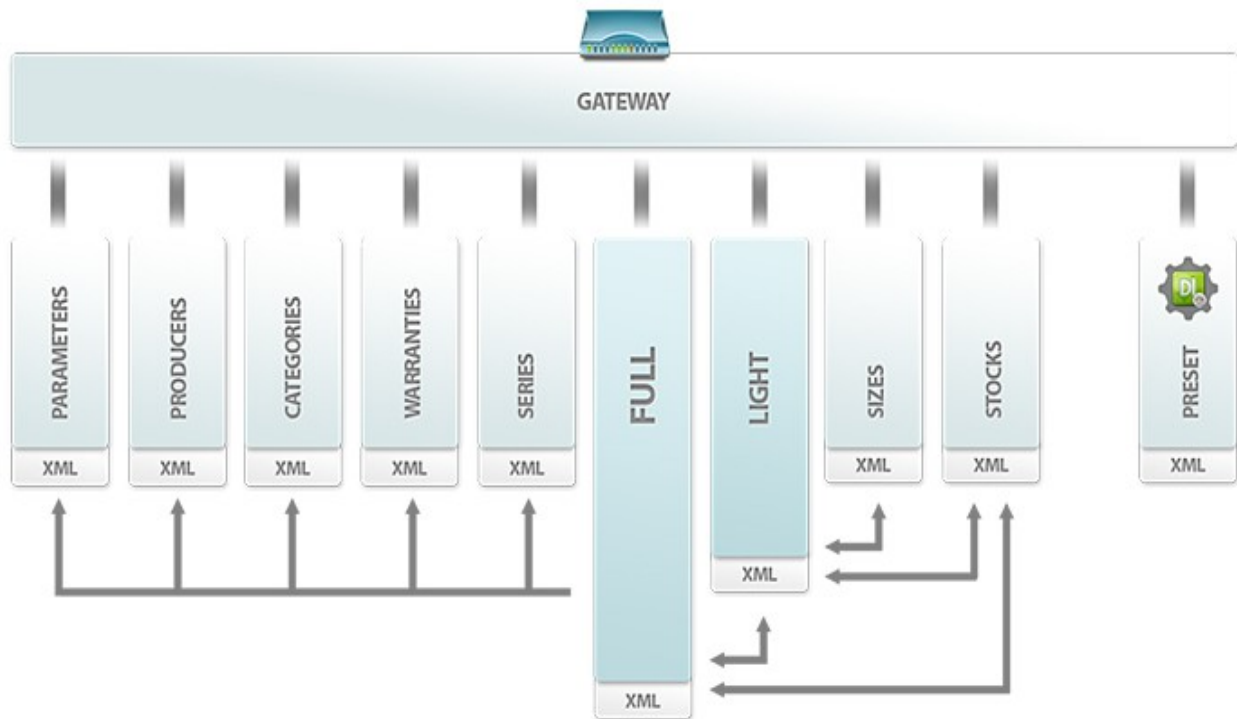 GATEWAY
PARAMETERS
XML
PRODUCERS
XML
CATEGORIES
XML
WARRANTIES
XML
SERIES
XML
FULL
XML
LIGHT
XML
SIZES
XML
STOCKS
XML
DI
PRESET
XML